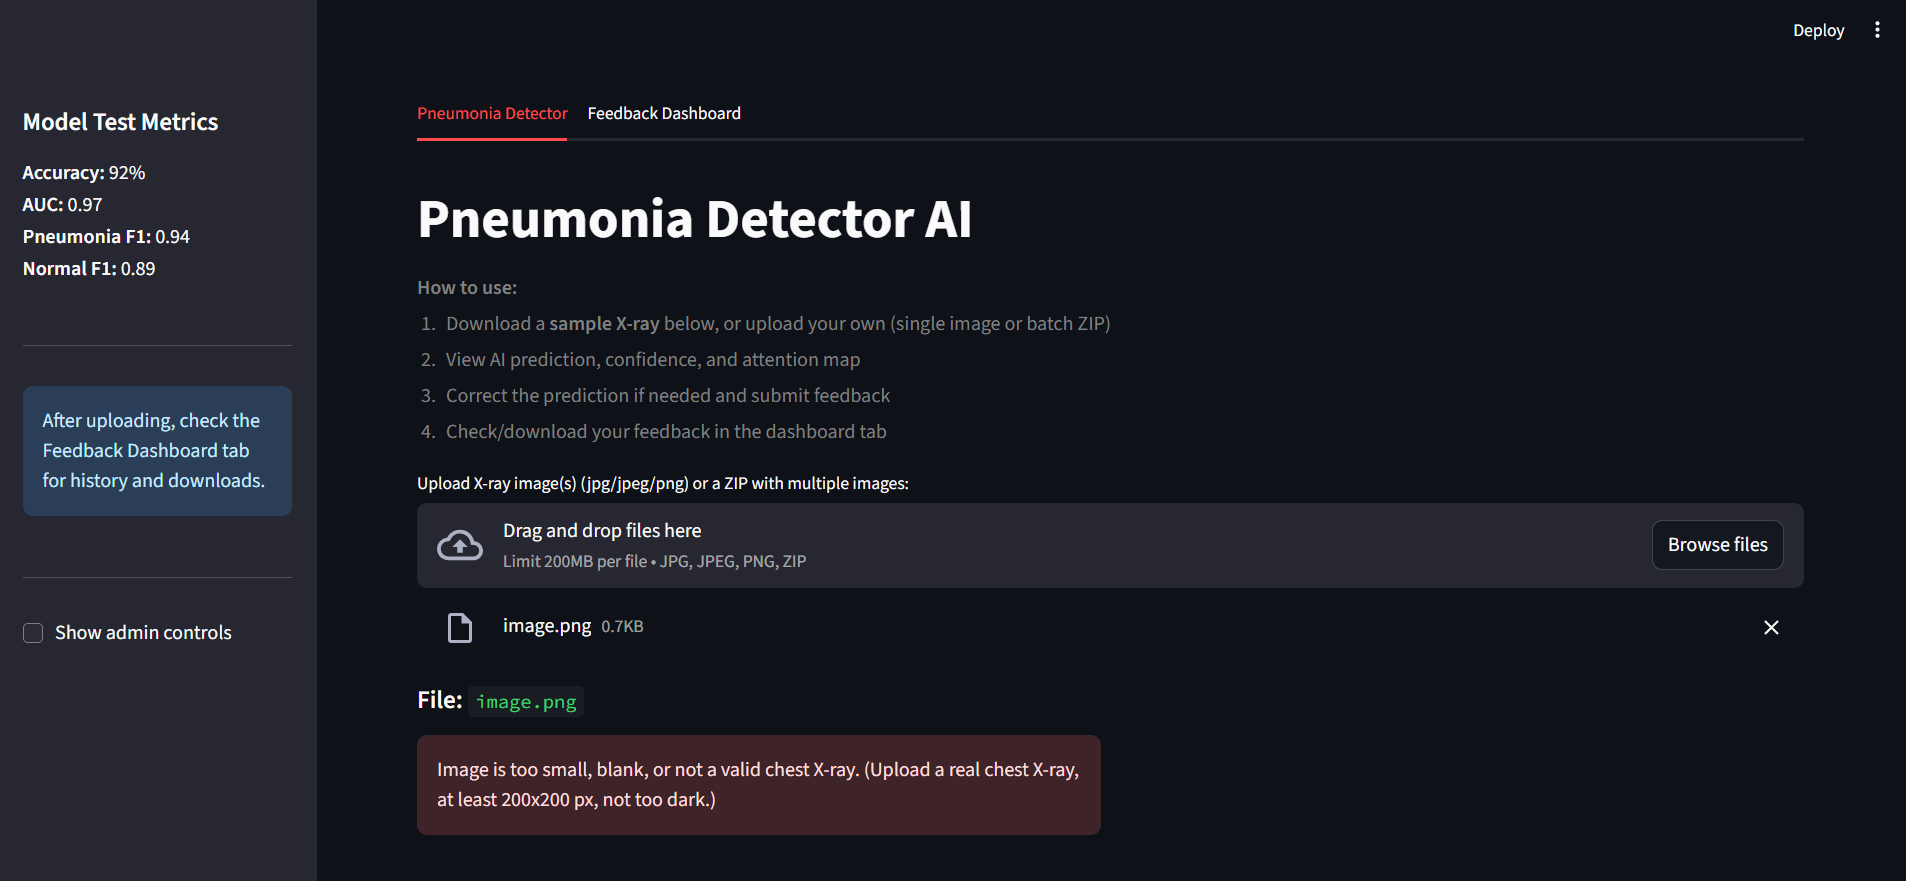 Deploy
Model Test Metrics
Accuracy: 92%
AUC: 0.97
Pneumonia F1: 0.94
Normal F1: 0.89
After uploading, check the
Feedback Dashboard tab
for history and downloads.
Show admin controls
Pneumonia Detector
Feedback Dashboard
Pneumonia Detector AI
How to use:
1. Download a sample X-ray below, or upload your own (single image or batch ZIP)
2. View AI prediction, confidence, and attention map
3. Correct the prediction if needed and submit feedback
4. Check/download your feedback in the dashboard tab
Upload X-ray image(s) (jpg/jpeg/png) or a ZIP with multiple images:
Drag and drop files here
Limit 200MB per file • JPG, JPEG, PNG, ZIP
Browse files
image.png 0.7KB
File: image.png
Image is too small, blank, or not a valid chest X-ray. (Upload a real chest X-ray,
at least 200x200 px, not too dark.)